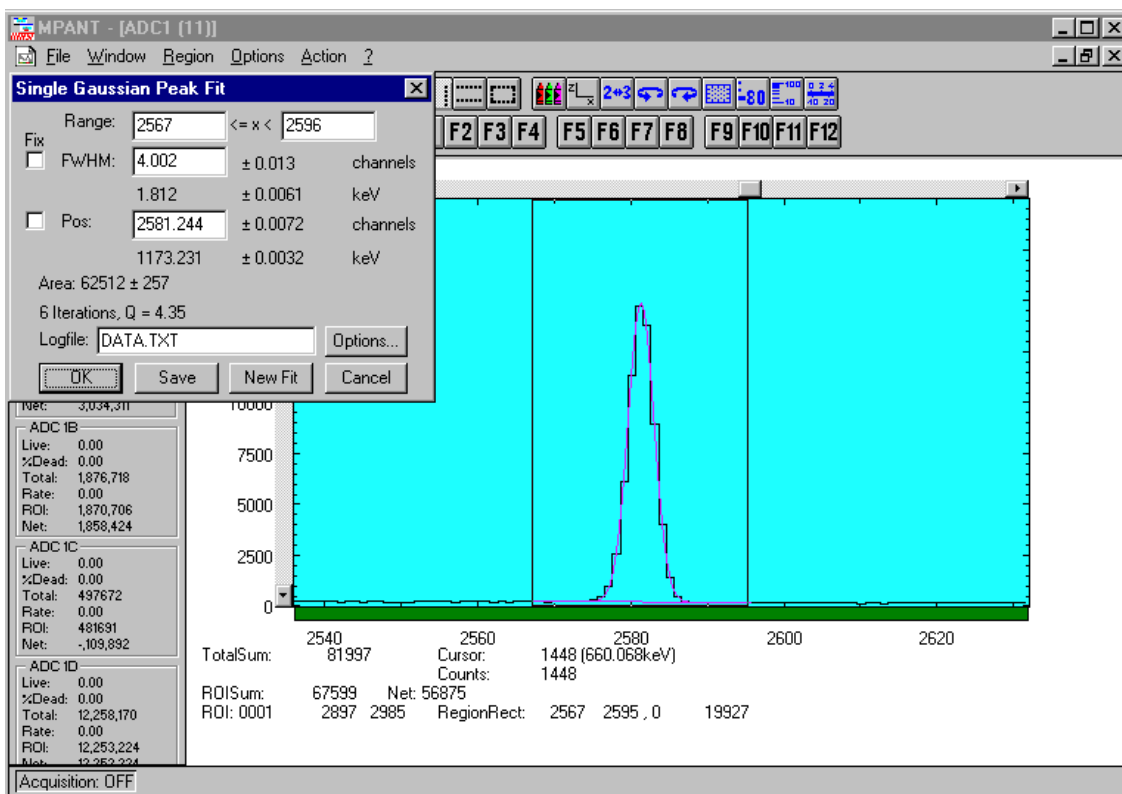 MPANT - [ADC1 (11)]
File Window Region Options Action ?
Single Gaussian Peak Fit
Range: 2567 <= x < 2596
Fix
FWHM: 4.002 ± 0.013 channels
1.812 ± 0.0061 keV
Pos: 2581.244 ± 0.0072 channels
1173.231 ± 0.0032 keV
Area: 62512 ± 257
6 Iterations, Q = 4.35
Logfile: DATA.TXT Options...
OK Save New Fit Cancel
F2 F3 F4 F5 F6 F7 F8 F9 F10 F11 F12
2560 2580 2600 2620
10000
7500
5000
2500
0
2540 2560 2580 2600 2620
Net: 3,034,311
ADC 1B
Live: 0.00
%Dead: 0.00
Total: 1,876,718
Rate: 0.00
ROI: 1,870,706
Net: 1,858,424
ADC 1C
Live: 0.00
%Dead: 0.00
Total: 497672
Rate: 0.00
ROI: 481691
Net: -,109,892
ADC 1D
Live: 0.00
%Dead: 0.00
Total: 12,258,170
Rate: 0.00
ROI: 12,253,224
TotalSum: 81997 Cursor: 1448 (660.068keV)
Counts: 1448
ROISum: 67599 Net: 56875
ROI: 0001 2897 2985 RegionRect: 2567 2595 , 0 19927
Acquisition: OFF